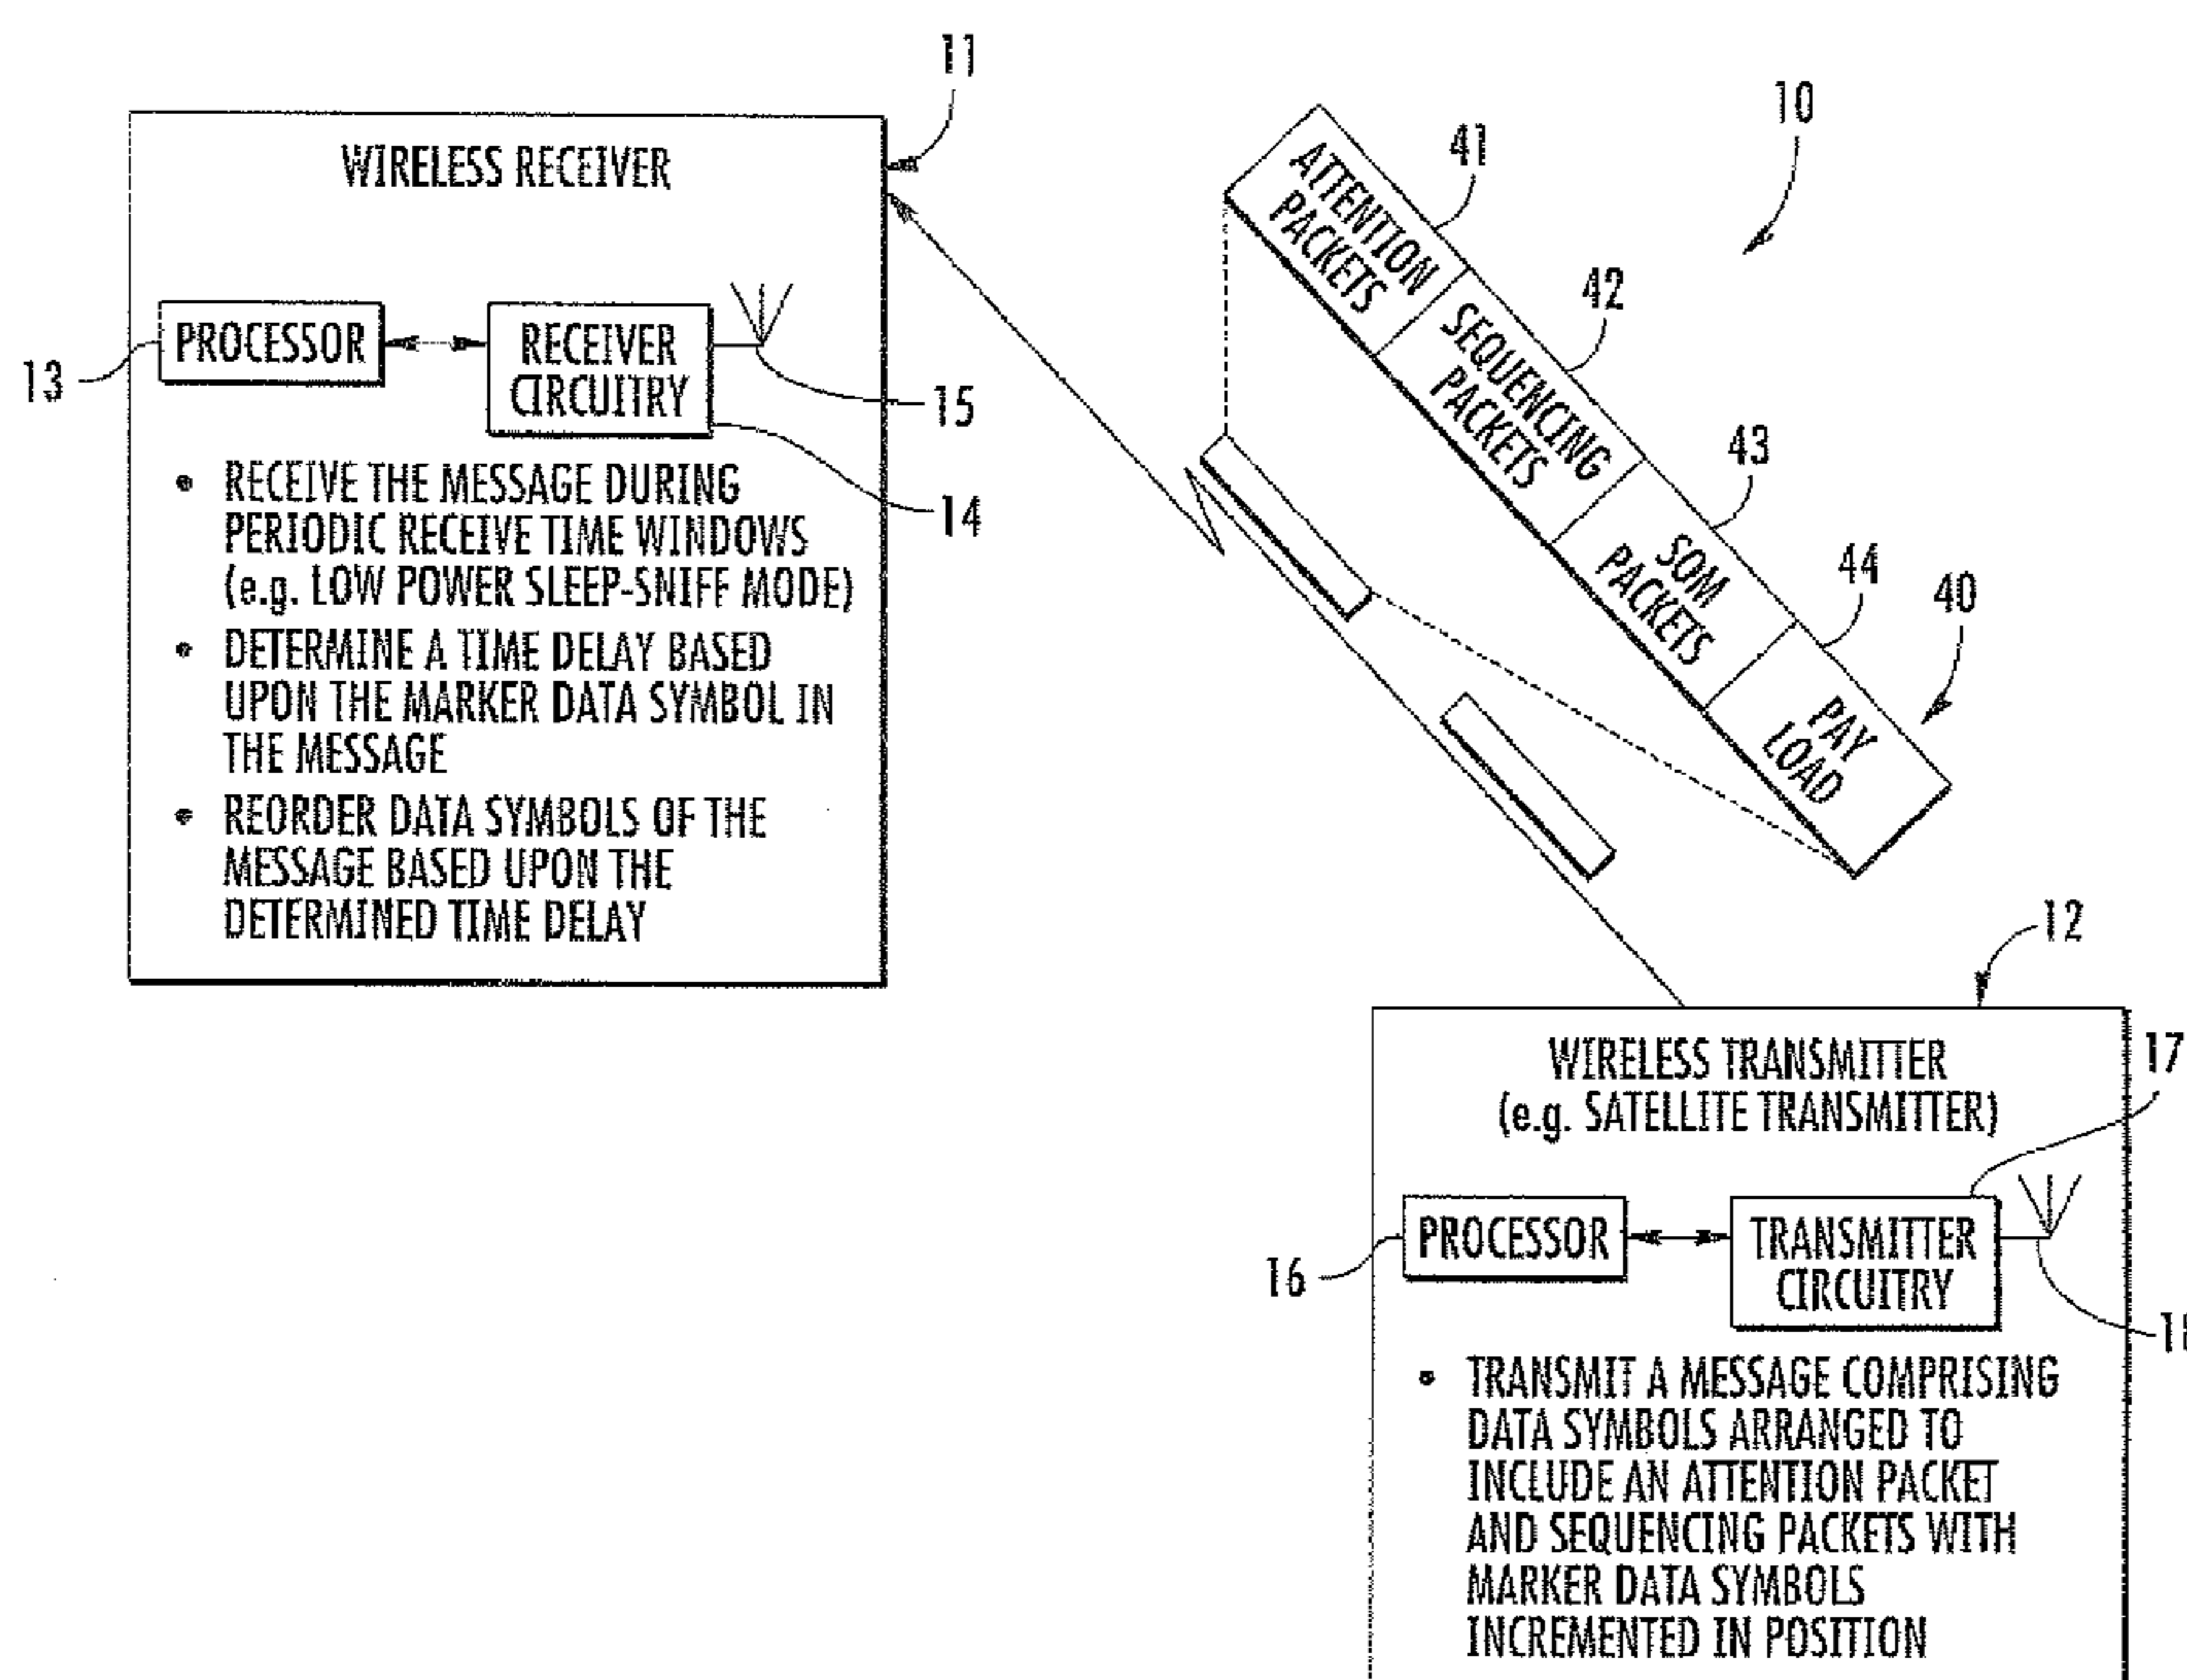 11
WIRELESS RECEIVER
PROCESSOR
RECEIVER
CIRCUITRY
13
15
14
• RECEIVE THE MESSAGE DURING
PERIODIC RECEIVE TIME WINDOWS
(e.g. LOW POWER SLEEP-SNIFF MODE)
• DETERMINE A TIME DELAY BASED
UPON THE MARKER DATA SYMBOL IN
THE MESSAGE
• REORDER DATA SYMBOLS OF THE
MESSAGE BASED UPON THE
DETERMINED TIME DELAY
10
41
ATTENTION
PACKETS
42
SEQUENCING
PACKETS
43
SOM
PACKETS
44
40
PAY
LOAD
12
WIRELESS TRANSMITTER
(e.g. SATELLITE TRANSMITTER)
17
PROCESSOR
TRANSMITTER
CIRCUITRY
16
• TRANSMIT A MESSAGE COMPRISING
DATA SYMBOLS ARRANGED TO
INCLUDE AN ATTENTION PACKET
AND SEQUENCING PACKETS WITH
MARKER DATA SYMBOLS
INCREMENTED IN POSITION